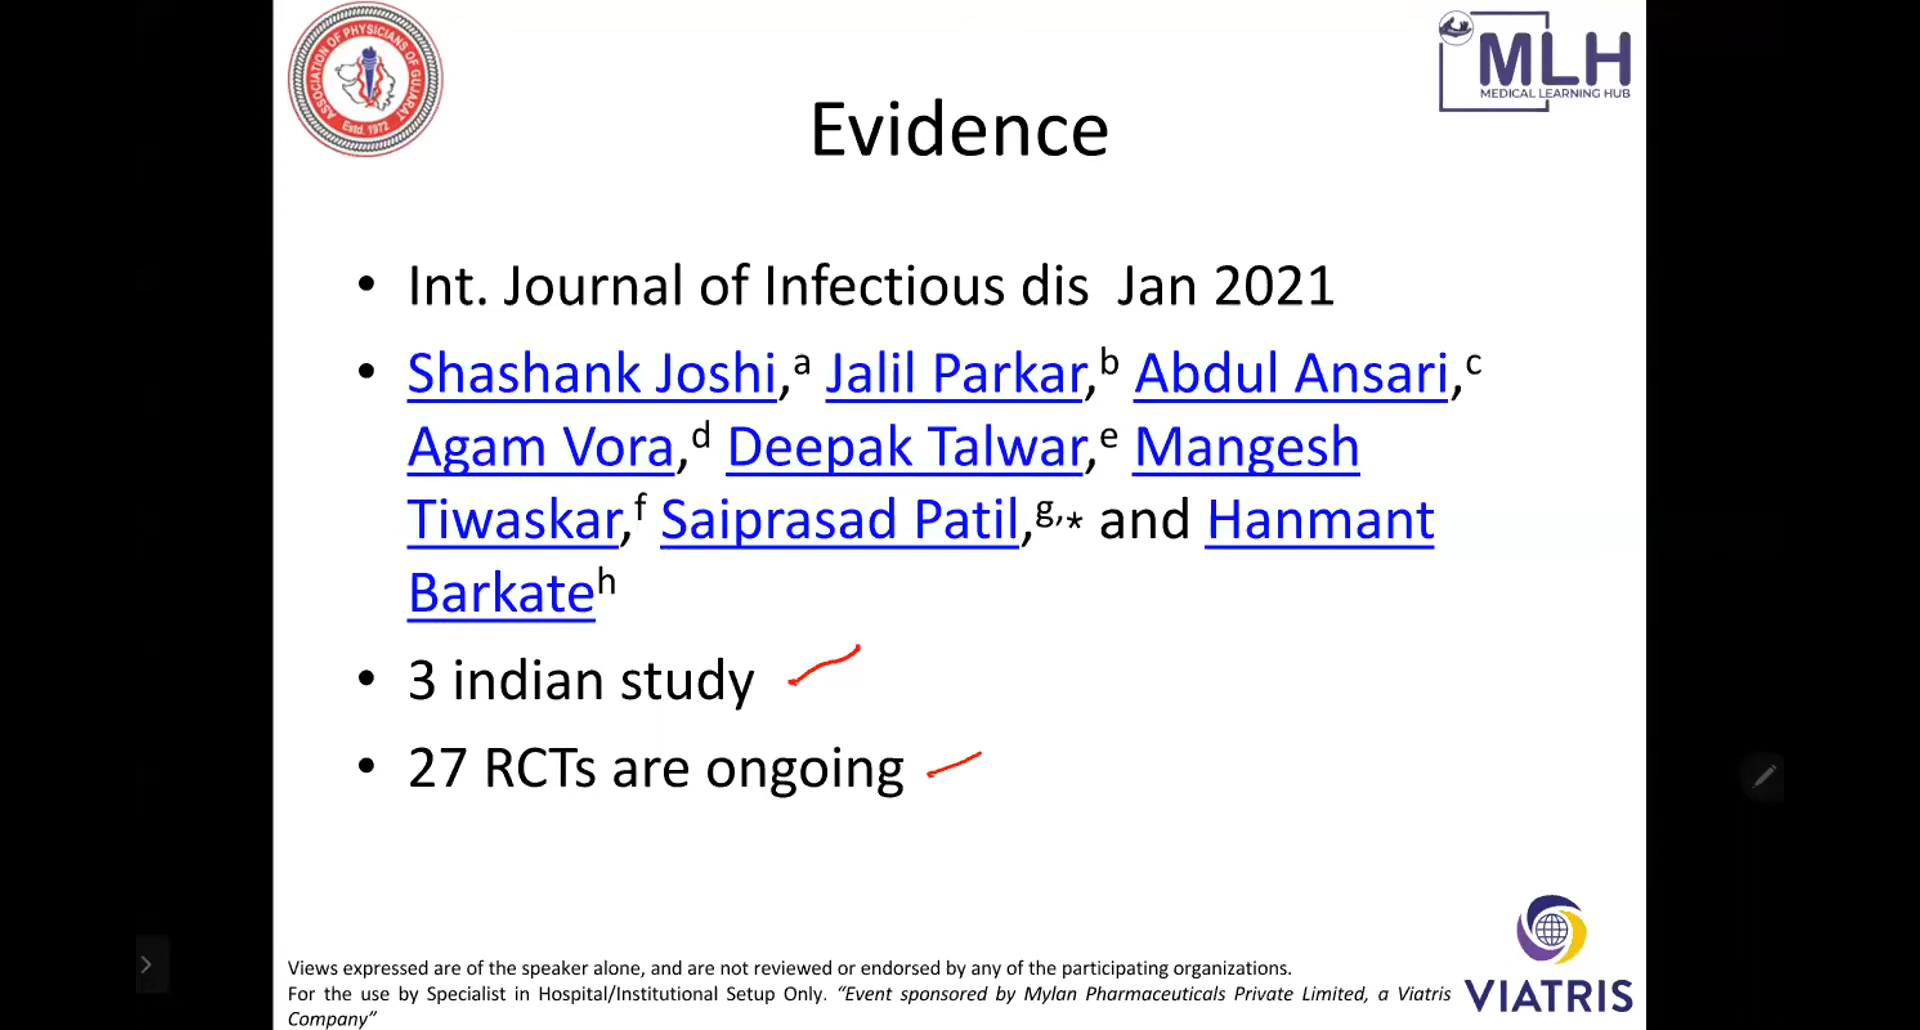 ASSOCIATION OF PHYSICIANS OF GUJARAT
Estd. 1972
MLH
MEDICAL LEARNING HUB
Evidence
• Int. Journal of Infectious dis  Jan 2021
• Shashank Joshi,a Jalil Parkar,b Abdul Ansari,c
Agam Vora,d Deepak Talwar,e Mangesh
Tiwaskar,f Saiprasad Patil,g,* and Hanmant
Barkateh
• 3 indian study
• 27 RCTs are ongoing
Views expressed are of the speaker alone, and are not reviewed or endorsed by any of the participating organizations.
For the use by Specialist in Hospital/Institutional Setup Only. “Event sponsored by Mylan Pharmaceuticals Private Limited, a Viatris
Company”
VIATRIS